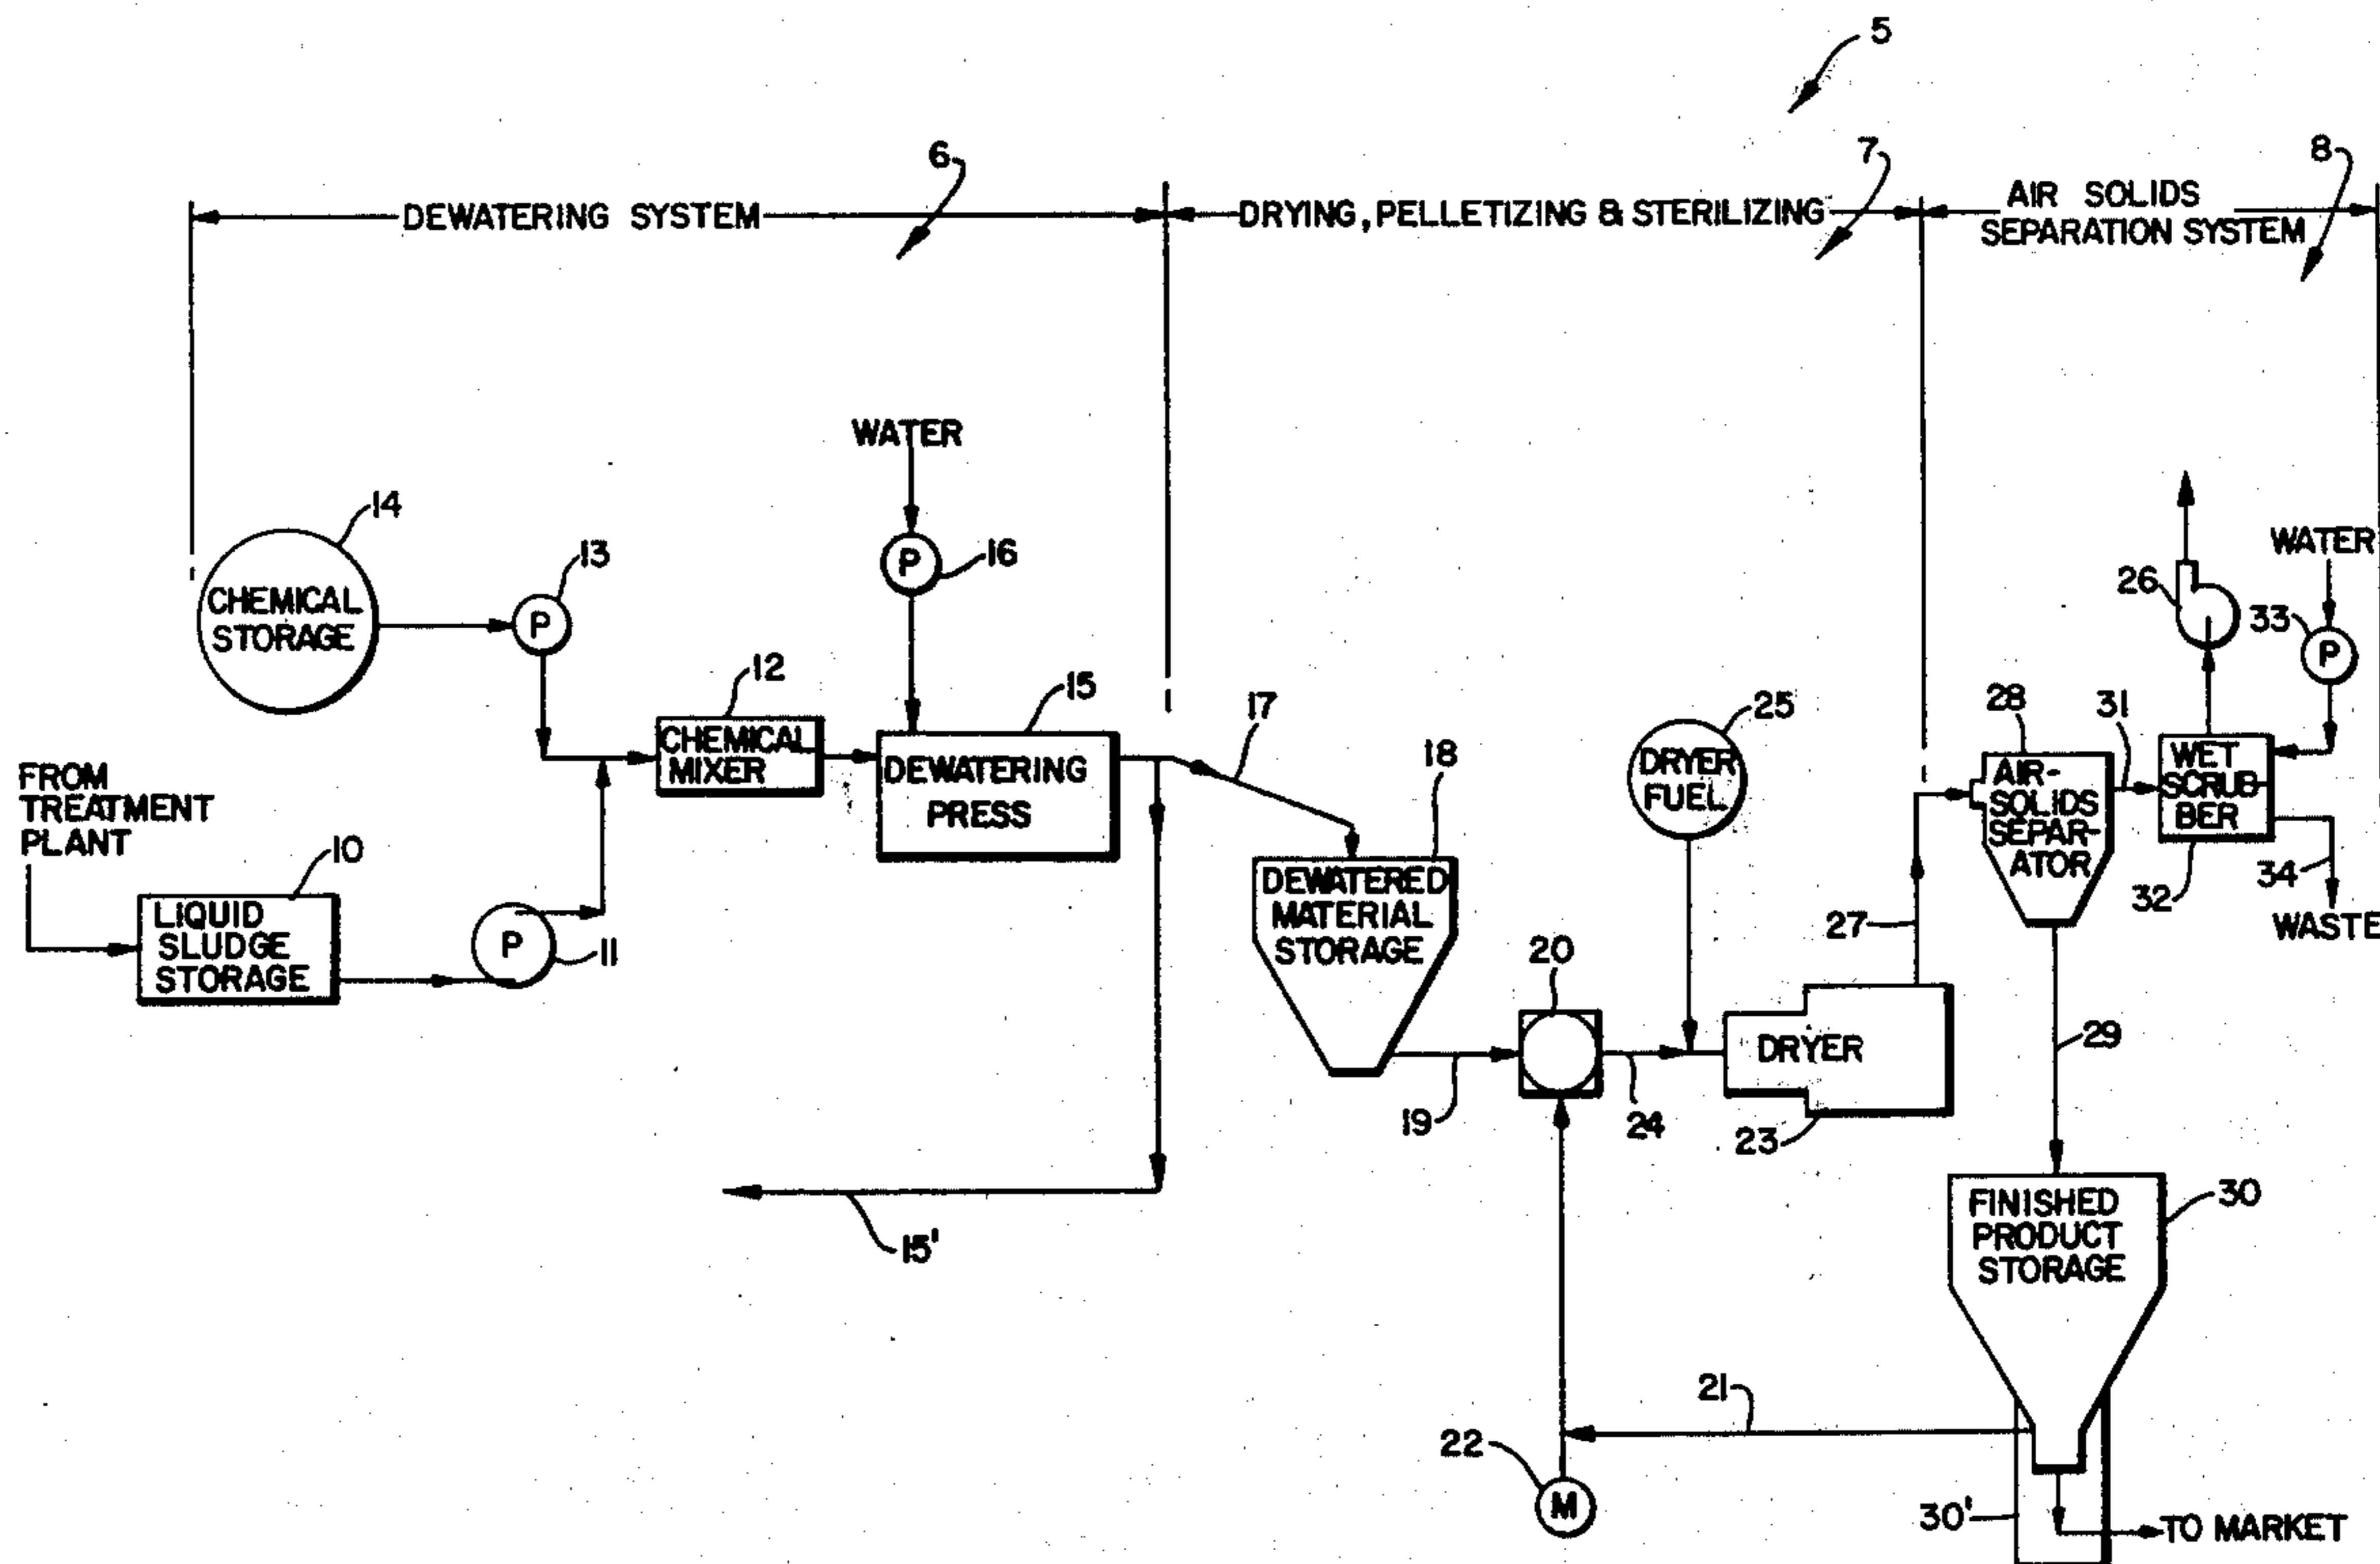 5
6
7
8
DEWATERING SYSTEM
DRYING, PELLETIZING & STERILIZING
AIR SOLIDS
SEPARATION SYSTEM
WATER
14
13
16
CHEMICAL
STORAGE
P
P
12
15
CHEMICAL
MIXER
DEWATERING
PRESS
FROM
TREATMENT
PLANT
10
LIQUID
SLUDGE
STORAGE
P
11
15'
17
18
DEWATERED
MATERIAL
STORAGE
19
20
25
DRYER
FUEL
24
DRYER
23
27
26
WATER
33
P
28
31
AIR-
SOLIDS
SEPAR-
ATOR
WET
SCRUB-
BER
32
34
WASTE
29
FINISHED
PRODUCT
STORAGE
30
21
22
M
30'
TO MARKET